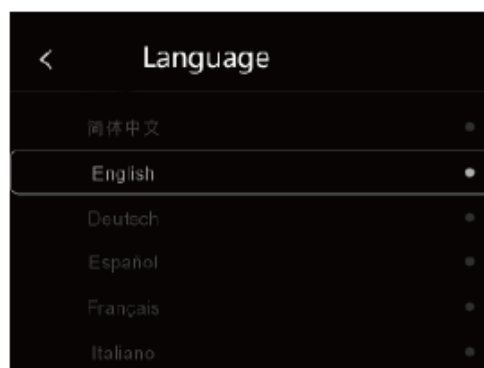 < Language
简体中文
English
Deutsch
Español
Français
Italiano